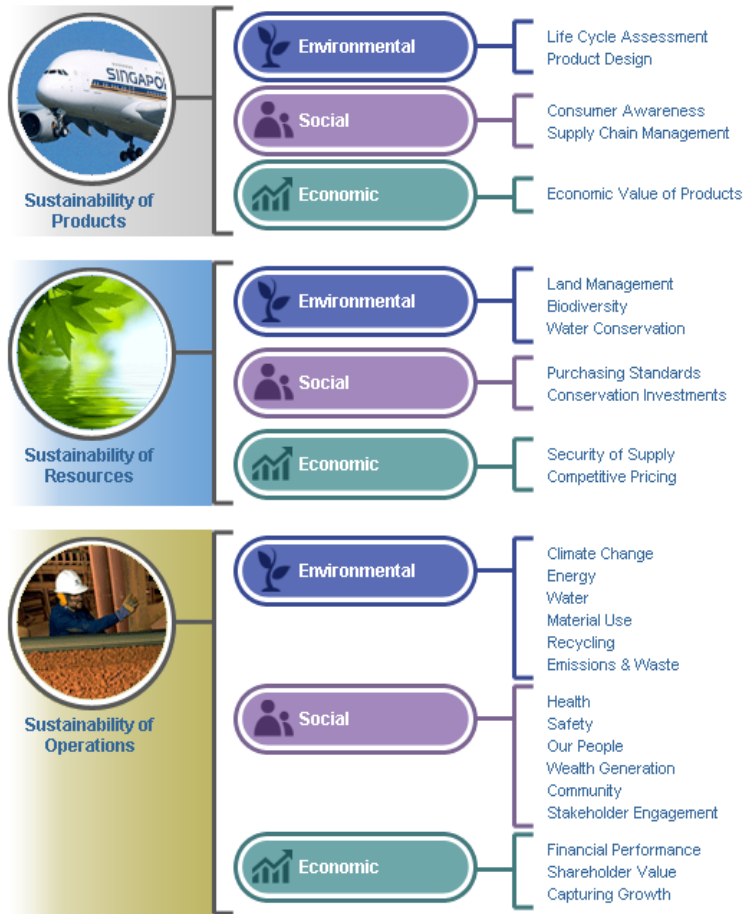 SINGAPO
Sustainability of
Products
Environmental
Life Cycle Assessment
Product Design
Social
Consumer Awareness
Supply Chain Management
Economic
Economic Value of Products
Sustainability of
Resources
Environmental
Land Management
Biodiversity
Water Conservation
Social
Purchasing Standards
Conservation Investments
Economic
Security of Supply
Competitive Pricing
Sustainability of
Operations
Environmental
Climate Change
Energy
Water
Material Use
Recycling
Emissions & Waste
Social
Health
Safety
Our People
Wealth Generation
Community
Stakeholder Engagement
Economic
Financial Performance
Shareholder Value
Capturing Growth